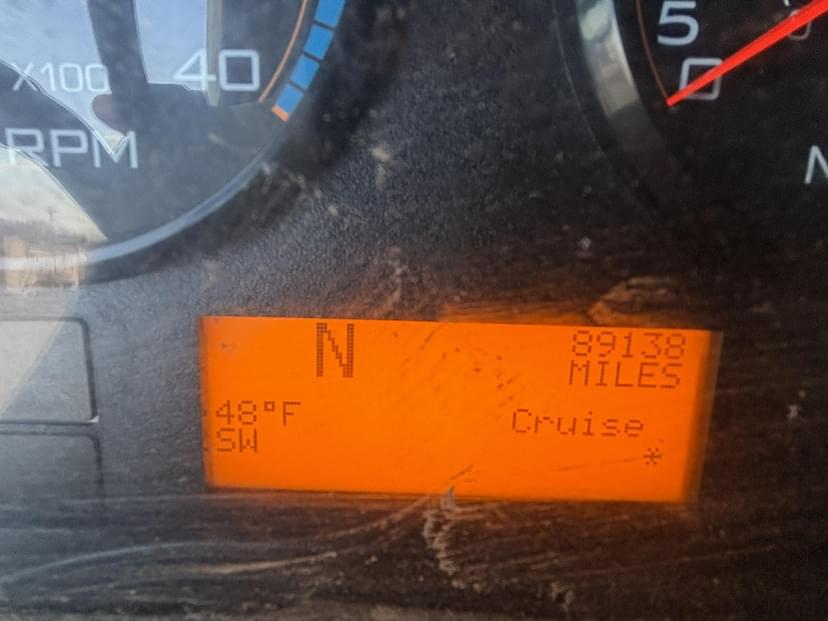 X100 40
RPM
5
0
N
89138
MILES
48°F
SW
Cruise
*